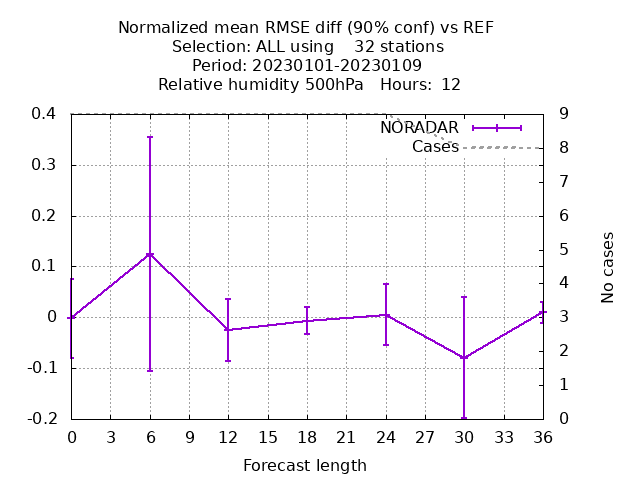 Normalized mean RMSE diff (90% conf) vs REF
Selection: ALL using    32 stations
Period: 20230101-20230109
Relative humidity 500hPa   Hours:  12
NORADAR
Cases
0.4
0.3
0.2
0.1
0
-0.1
-0.2
9
8
7
6
5
4
3
2
1
0
No cases
0 3 6 9 12 15 18 21 24 27 30 33 36
Forecast length